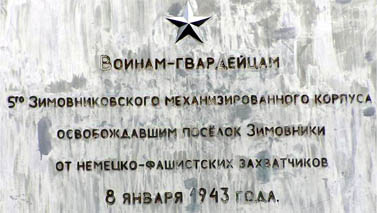 Воинам-гвардейцам
5го Зимовниковского механизированного корпуса
освобождавшим посёлок Зимовники
от немецко-фашистских захватчиков
8 января 1943 года.